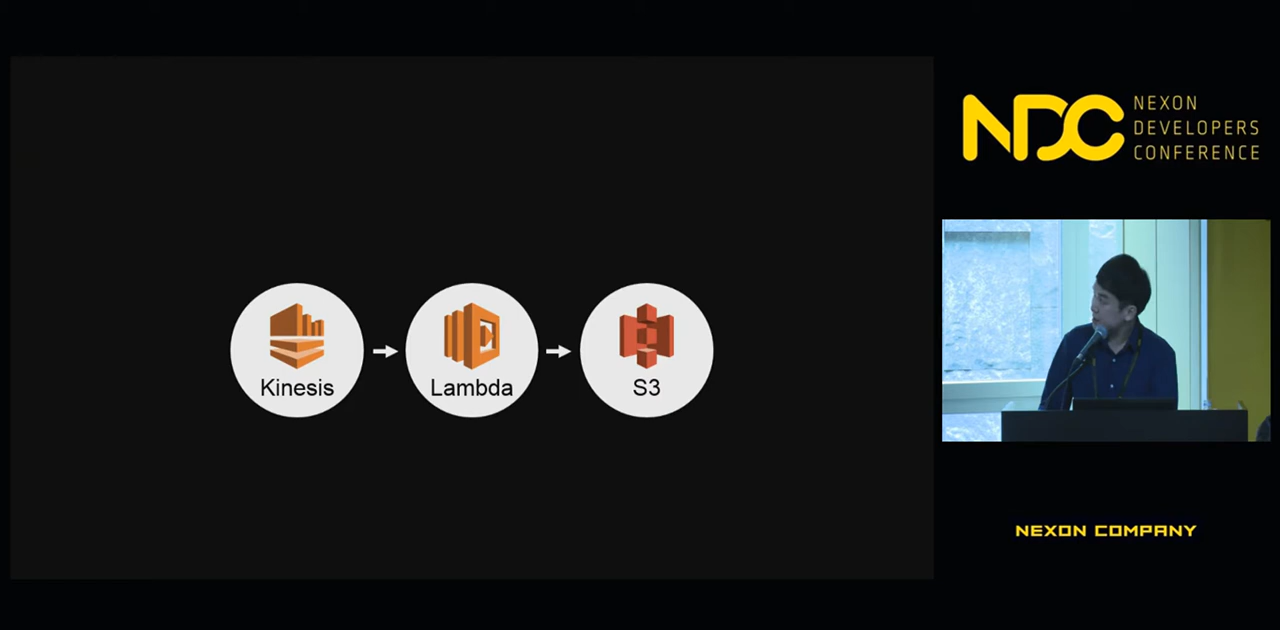 Kinesis
Lambda
S3
NDC
NEXON
DEVELOPERS
CONFERENCE
NEXON COMPANY